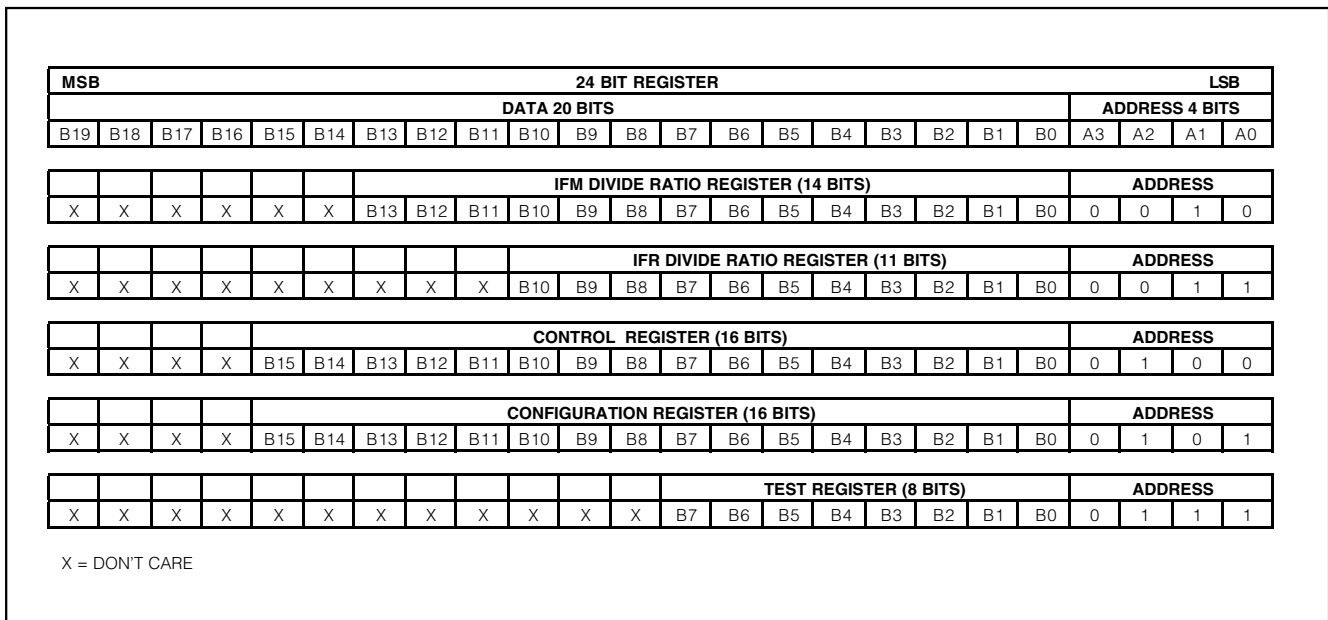 MSB 24 BIT REGISTER LSB
DATA 20 BITS ADDRESS 4 BITS
B19 B18 B17 B16 B15 B14 B13 B12 B11 B10 B9 B8 B7 B6 B5 B4 B3 B2 B1 B0 A3 A2 A1 A0
IFM DIVIDE RATIO REGISTER (14 BITS) ADDRESS
X X X X X X B13 B12 B11 B10 B9 B8 B7 B6 B5 B4 B3 B2 B1 B0 0 0 1 0
IFR DIVIDE RATIO REGISTER (11 BITS) ADDRESS
X X X X X X X X X B10 B9 B8 B7 B6 B5 B4 B3 B2 B1 B0 0 0 1 1
CONTROL REGISTER (16 BITS) ADDRESS
X X X X B15 B14 B13 B12 B11 B10 B9 B8 B7 B6 B5 B4 B3 B2 B1 B0 0 1 0 0
CONFIGURATION REGISTER (16 BITS) ADDRESS
X X X X B15 B14 B13 B12 B11 B10 B9 B8 B7 B6 B5 B4 B3 B2 B1 B0 0 1 0 1
TEST REGISTER (8 BITS) ADDRESS
X X X X X X X X X X X X B7 B6 B5 B4 B3 B2 B1 B0 0 1 1 1
X = DON'T CARE